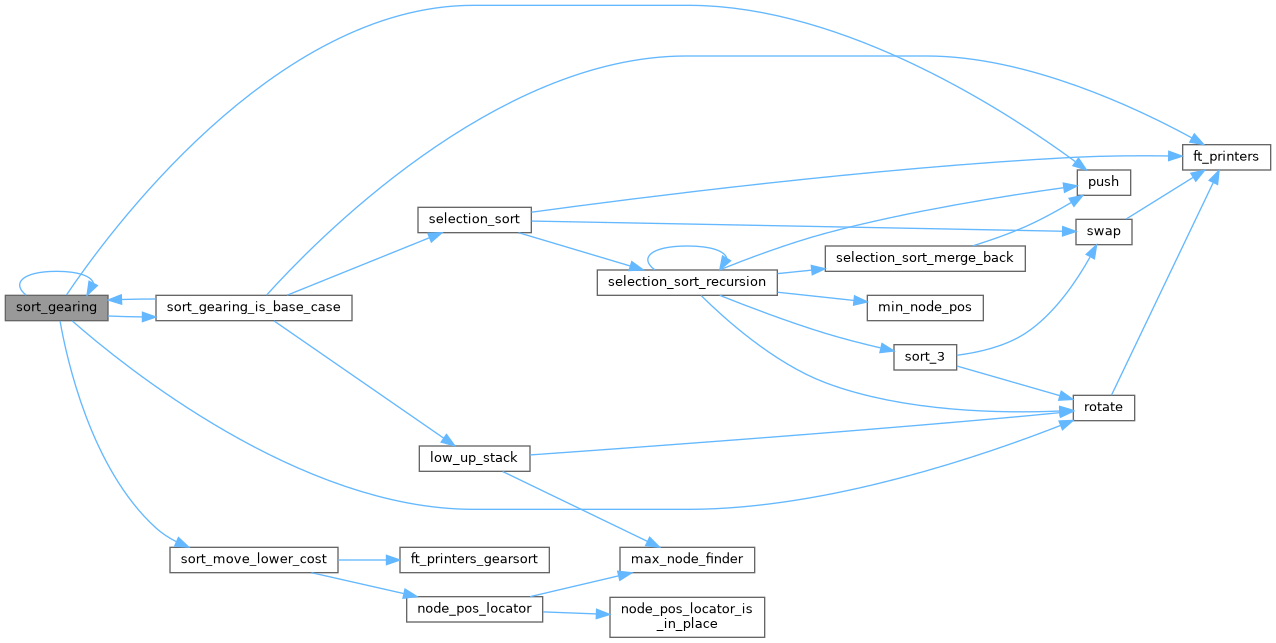 ft_printers
push
selection_sort
swap
selection_sort_merge_back
selection_sort_recursion
sort_gearing
sort_gearing_is_base_case
min_node_pos
sort_3
rotate
low_up_stack
sort_move_lower_cost
ft_printers_gearsort
max_node_finder
node_pos_locator
node_pos_locator_is
_in_place